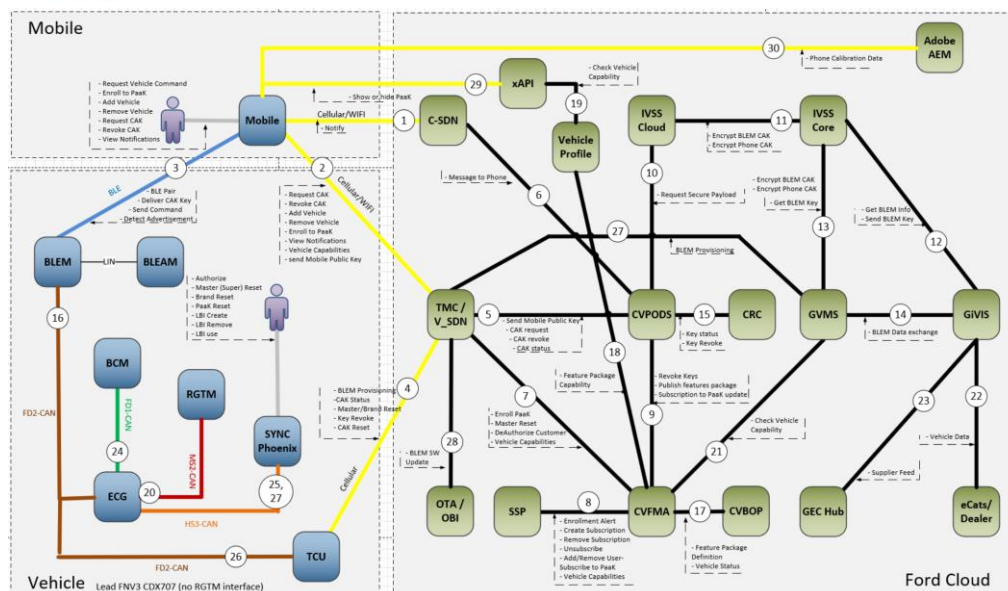 Mobile
- Request Vehicle Command
- Enroll to PaaK
- Add Vehicle
- Remove Vehicle
- Request CAK
- Revoke CAK
- View Notifications
Mobile
30
- Phone Calibration Data
Adobe
AEM
29
- Show or hide PaaK
xAPI
- Check Vehicle
Capability
19
Cellular/WIFI
- Notify
1
C-SDN
Vehicle
Profile
IVSS
Cloud
11
- Encrypt BLEM CAK
- Encrypt Phone CAK
IVSS
Core
3
BLE
- BLE Pair
- Deliver CAK Key
- Send Command
- Detect Advertisement
2
Cellular/WIFI
- Request CAK
- Revoke CAK
- Add Vehicle
- Remove Vehicle
- Enroll to PaaK
- View Notifications
- Vehicle Capabilities
- send Mobile Public Key
- Message to Phone
6
10
- Request Secure Payload
- Encrypt BLEM CAK
- Encrypt Phone CAK
- Get BLEM Key
13
- Get BLEM Info
- Send BLEM Key
12
27
BLEM Provisioning
BLEM
LIN
BLEAM
- Authorize
- Master (Super) Reset
- Brand Reset
- PaaK Reset
- LBI Create
- LBI Remove
- LBI use
16
TMC /
V_SDN
5
- Send Mobile Public Key
- CAK request
- CAK revoke
- CAK status
CVPODS
15
- Key status
- Key Revoke
CRC
GVMS
14
- BLEM Data exchange
GiVIS
BCM
FD2-CAN
FD1-CAN
24
RGTM
MS2-CAN
20
SYNC
Phoenix
25,
27
ECG
HS3-CAN
4
- BLEM Provisioning
-CAK Status
- Master/Brand Reset
- Key Revoke
- CAK Reset
Cellular
7
- Enroll PaaK
- Master Reset
- DeAuthorize Customer
- Vehicle Capabilities
18
- Feature Package
Capability
9
- Revoke Keys
- Publish features package
- Subscription to PaaK update
- Check Vehicle
Capability
21
23
- Supplier Feed
22
- Vehicle Data
28
- BLEM SW
Update
OTA /
OBI
SSP
8
- Enrollment Alert
- Create Subscription
- Remove Subscription
- Unsubscribe
- Add/Remove User-
Subscribe to PaaK
- Vehicle Capabilities
CVFMA
17
- Feature Package
Definition
- Vehicle Status
CVBOP
GEC Hub
eCats/
Dealer
26
FD2-CAN
TCU
Vehicle
Lead FNV3 CDX707 (no RGTM interface)
Ford Cloud